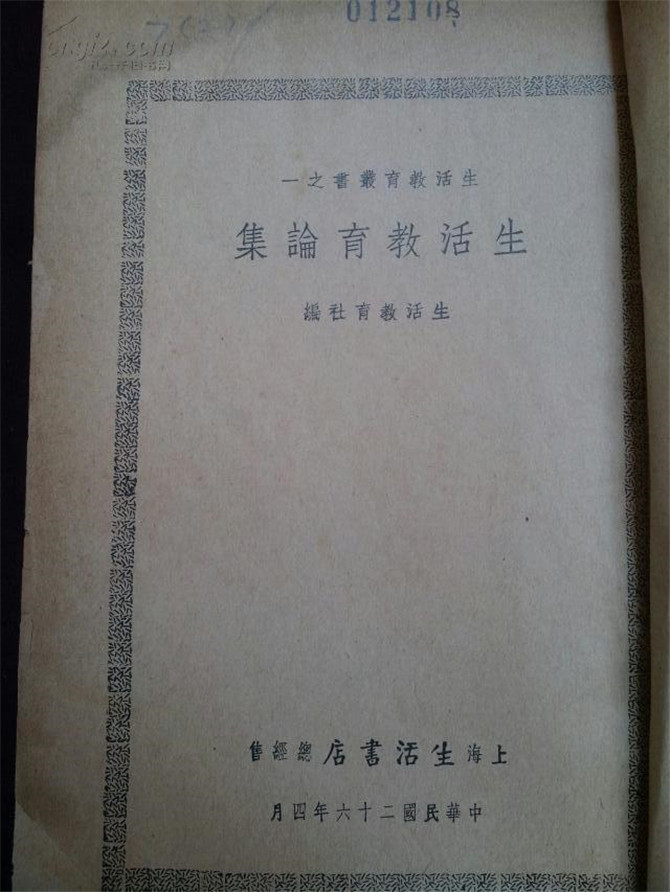 7(3)
012108
生活教育叢書之一
生活教育論集
生活教育社編
上海生活書店總經售
中華民國二十六年四月